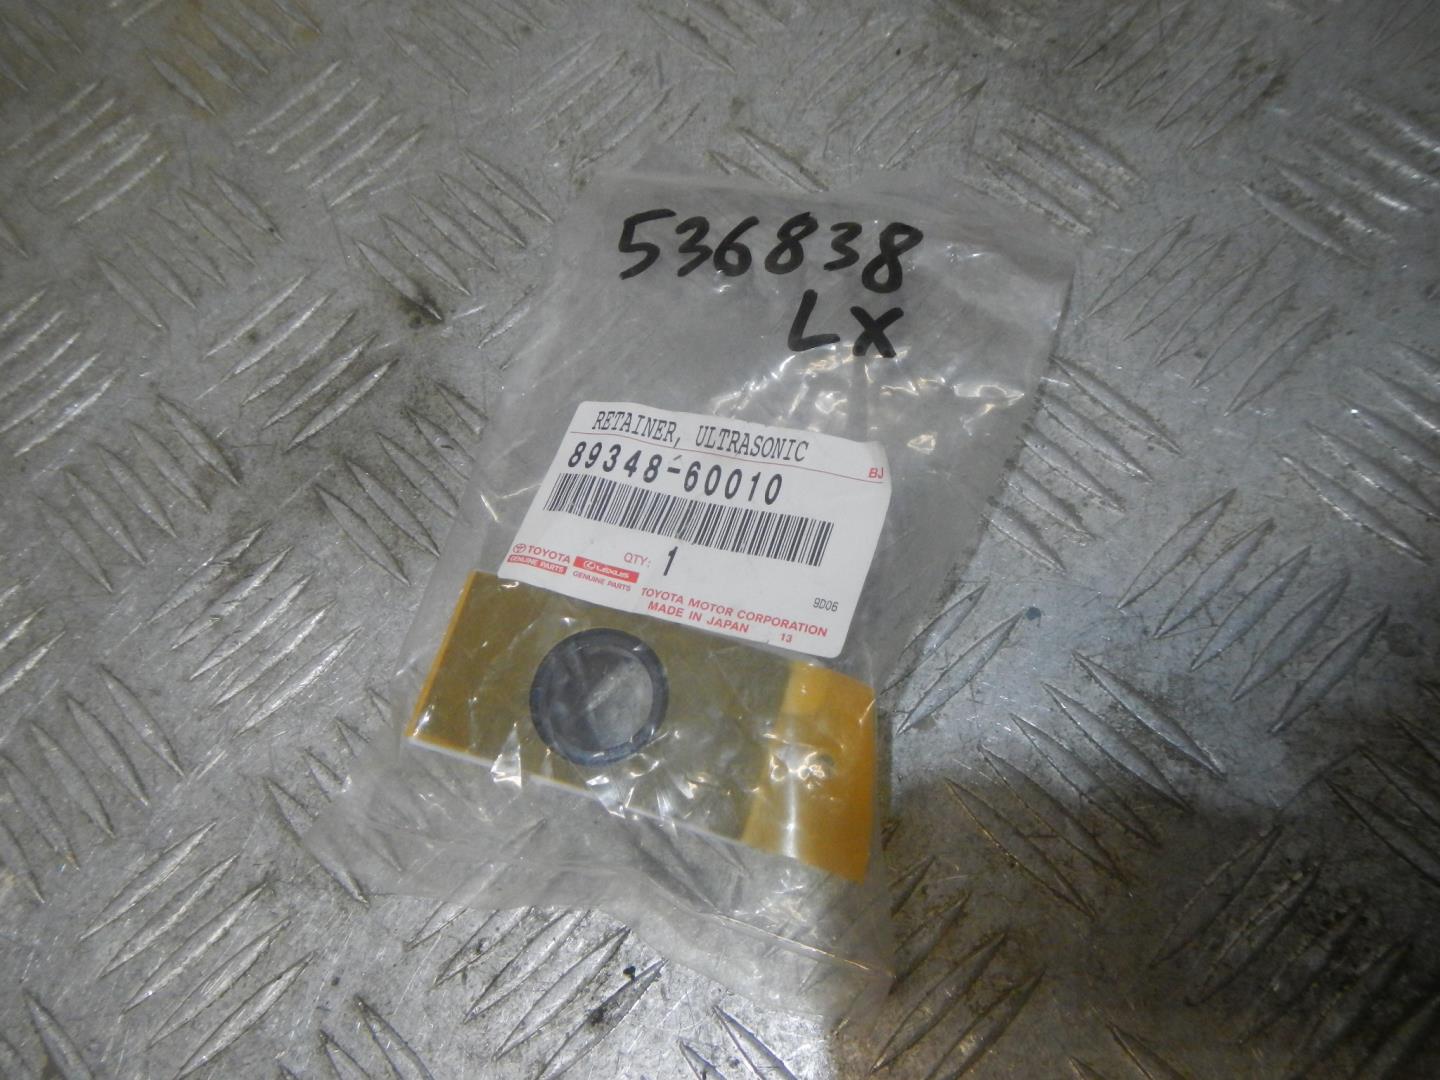 536838
LX
RETAINER, ULTRASONIC
BJ
89348-60010
TOYOTA
GENUINE PARTS
LEXUS
GENUINE PARTS
QTY: 1
9D06
TOYOTA MOTOR CORPORATION
MADE IN JAPAN 13